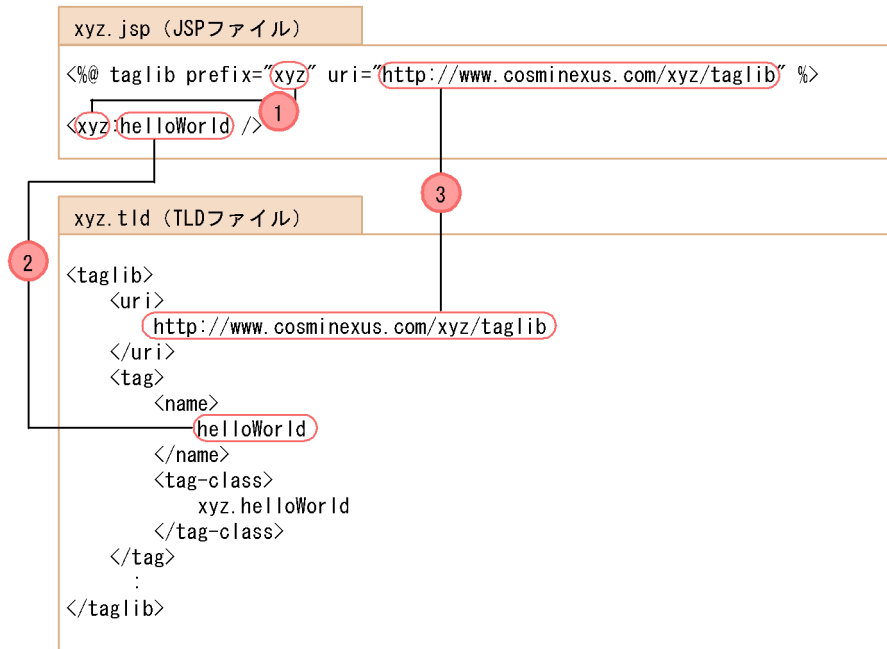 xyz.jsp (JSPファイル)
<%@ taglib prefix="xyz" uri="http://www.cosminexus.com/xyz/taglib" %>
1
<xyz:helloWorld />
3
xyz.tld (TLDファイル)
2
<taglib>
<uri>
http://www.cosminexus.com/xyz/taglib
</uri>
<tag>
<name>
helloWorld
</name>
<tag-class>
xyz.helloWorld
</tag-class>
</tag>
:
</taglib>